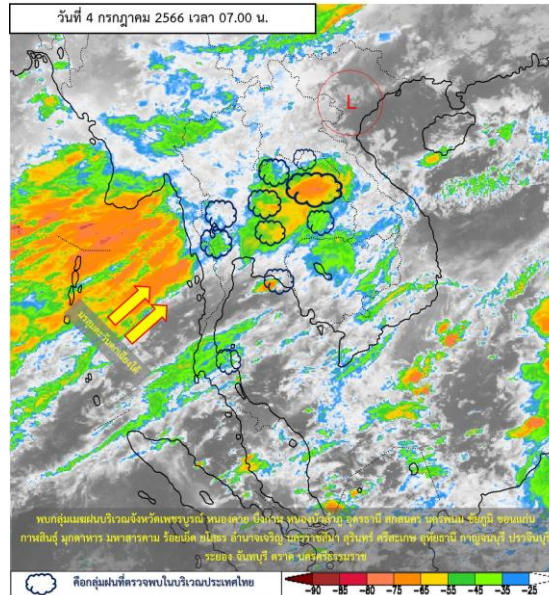 วันที่ 4 กรกฎาคม 2566 เวลา 07.00 น.
L
มรสุมตะวันตกเฉียงใต้
พบกลุ่มเมฆฝนบริเวณจังหวัดเพชรบูรณ์ หนองคาย บึงกาฬ หนองบัวลำภู อุดรธานี สกลนคร นครพนม ชัยภูมิ ขอนแก่น
กาฬสินธุ์ มุกดาหาร มหาสารคาม ร้อยเอ็ด ยโสธร อำนาจเจริญ นครราชสีมา สุรินทร์ ศรีสะเกษ อุทัยธานี กาญจนบุรี ปราจีนบุรี
ระยอง จันทบุรี ตราด นครศรีธรรมราช
คือกลุ่มฝนที่ตรวจพบในบริเวณประเทศไทย
-90 -85 -80 -75 -70 -65 -55 -45 -35 -25